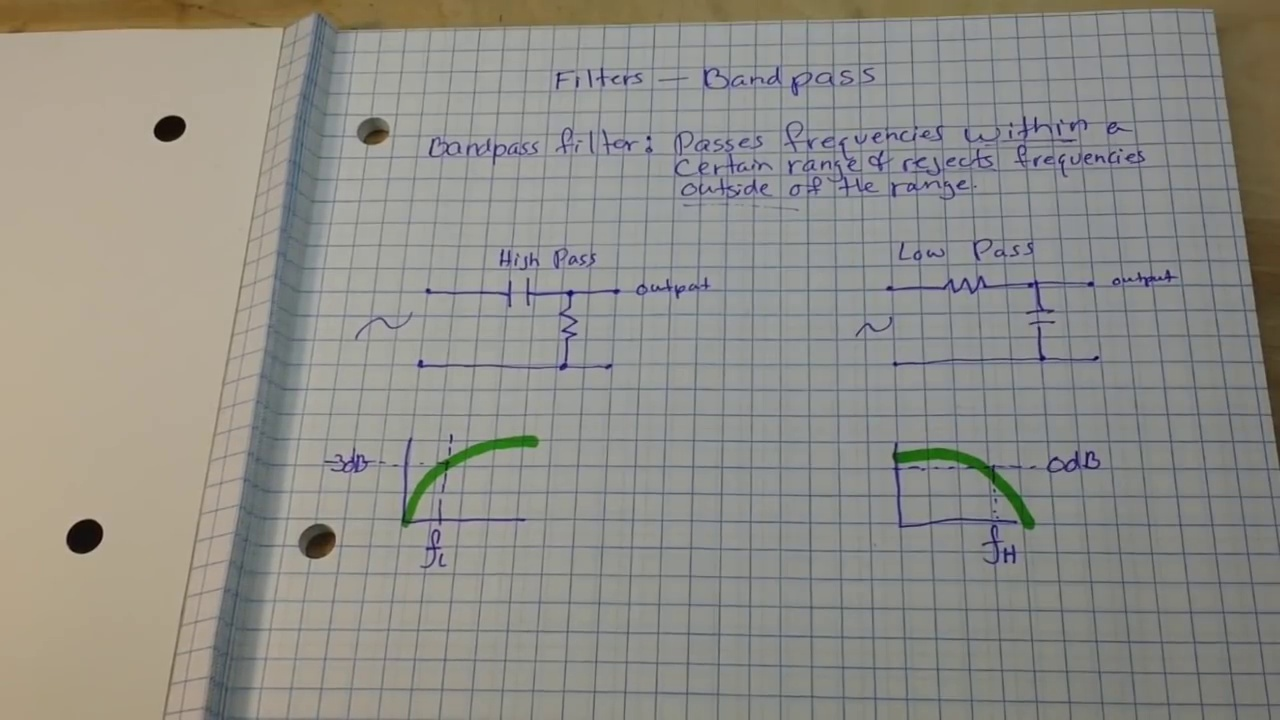 Filters — Bandpass
Bandpass filter: Passes frequencies within a
certain range & rejects frequencies
outside of the range.
High Pass
output
Low Pass
output
-3dB
fL
0dB
fH